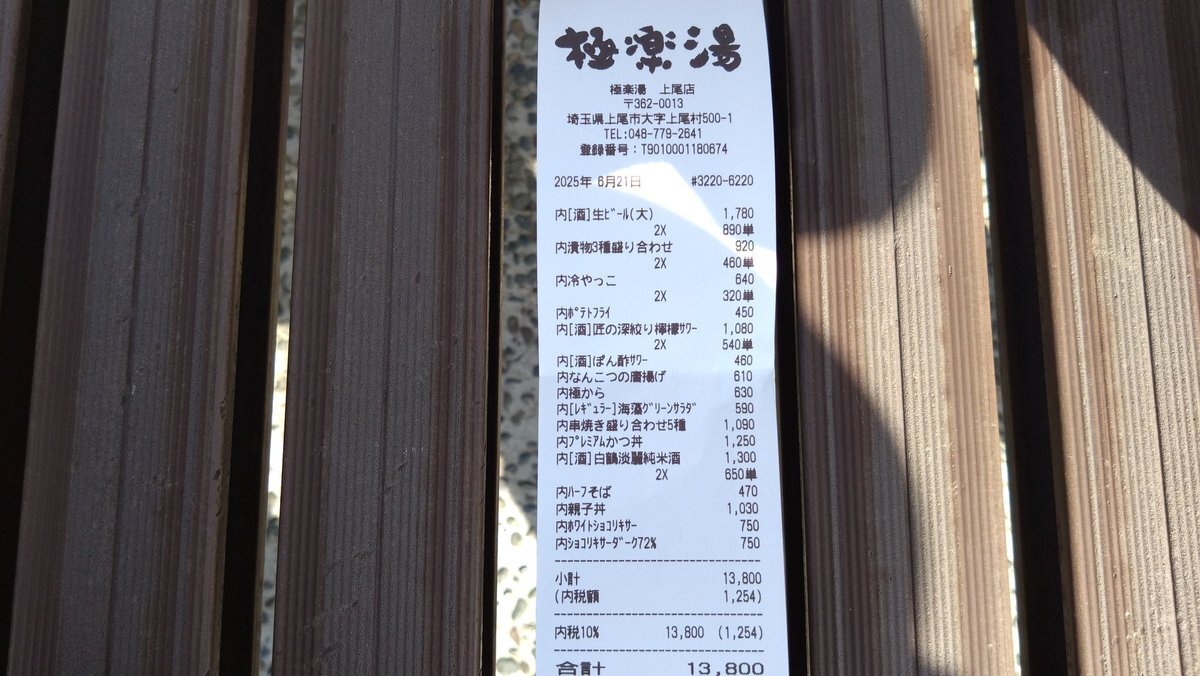 極楽湯
極楽湯 上尾店
〒362-0013
埼玉県上尾市大字上尾村500-1
TEL:048-779-2641
登録番号:T9010001180674
2025年 6月21日 #3220-6220
内[酒]生ﾋﾞｰﾙ(大) 1,780
2X 890単
内漬物3種盛り合わせ 920
2X 460単
内冷やっこ 640
2X 320単
内ﾎﾟﾃﾄﾌﾗｲ 450
内[酒]匠の深絞り檸檬ｻﾜｰ 1,080
2X 540単
内[酒]ぽん酢ｻﾜｰ 460
内なんこつの唐揚げ 610
内極から 630
内[ﾚｷﾞｭﾗｰ]海藻ｸﾞﾘｰﾝｻﾗﾀﾞ 590
内串焼き盛り合わせ5種 1,090
内ﾌﾟﾚﾐｱﾑかつ丼 1,250
内[酒]白鶴淡麗純米酒 1,300
2X 650単
内ﾊｰﾌそば 470
内親子丼 1,030
内ﾎﾜｲﾄｼｮｺﾘｷｻｰ 750
内ｼｮｺﾘｷｻｰﾀﾞｰｸ72% 750
小計 13,800
(内税額 1,254)
内税10% 13,800 (1,254)
合計 13,800